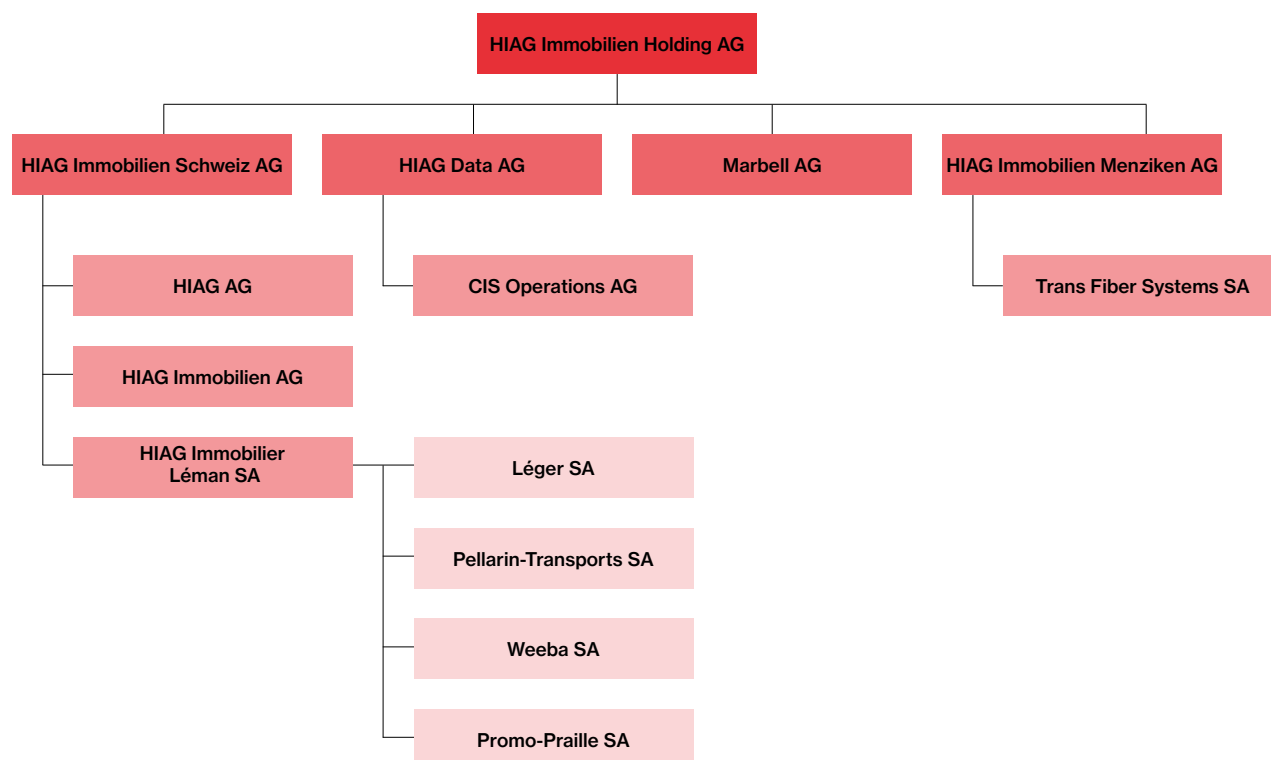 HIAG Immobilien Holding AG
HIAG Immobilien Schweiz AG
HIAG Data AG
Marbell AG
HIAG Immobilien Menziken AG
HIAG AG
CIS Operations AG
Trans Fiber Systems SA
HIAG Immobilien AG
HIAG Immobilier
Léman SA
Léger SA
Pellarin-Transports SA
Weeba SA
Promo-Praille SA